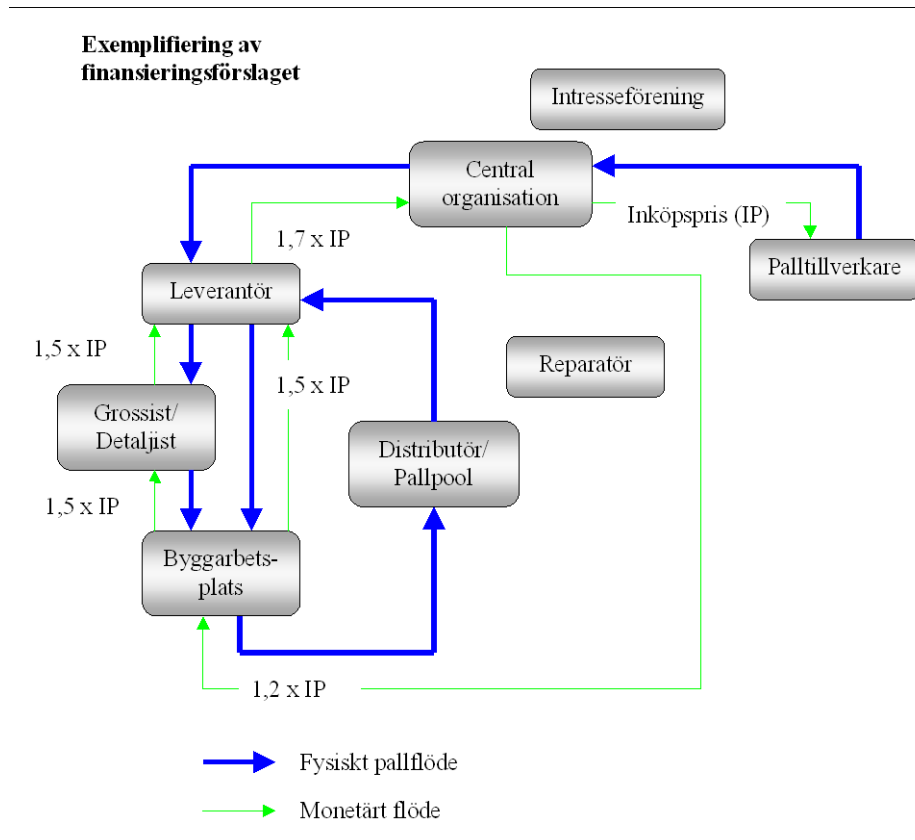 Exemplifiering av
finansieringsförslaget
Intresseförening
Central
organisation
Inköpspris (IP)
1,7 x IP
Palltillverkare
Leverantör
1,5 x IP
1,5 x IP
Reparatör
Grossist/
Detaljist
Distributör/
Pallpool
1,5 x IP
Byggarbets-
plats
1,2 x IP
Fysiskt pallflöde
Monetärt flöde